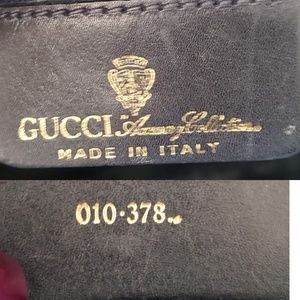 GUCCI Accessory Collection
MADE IN ITALY
010·378